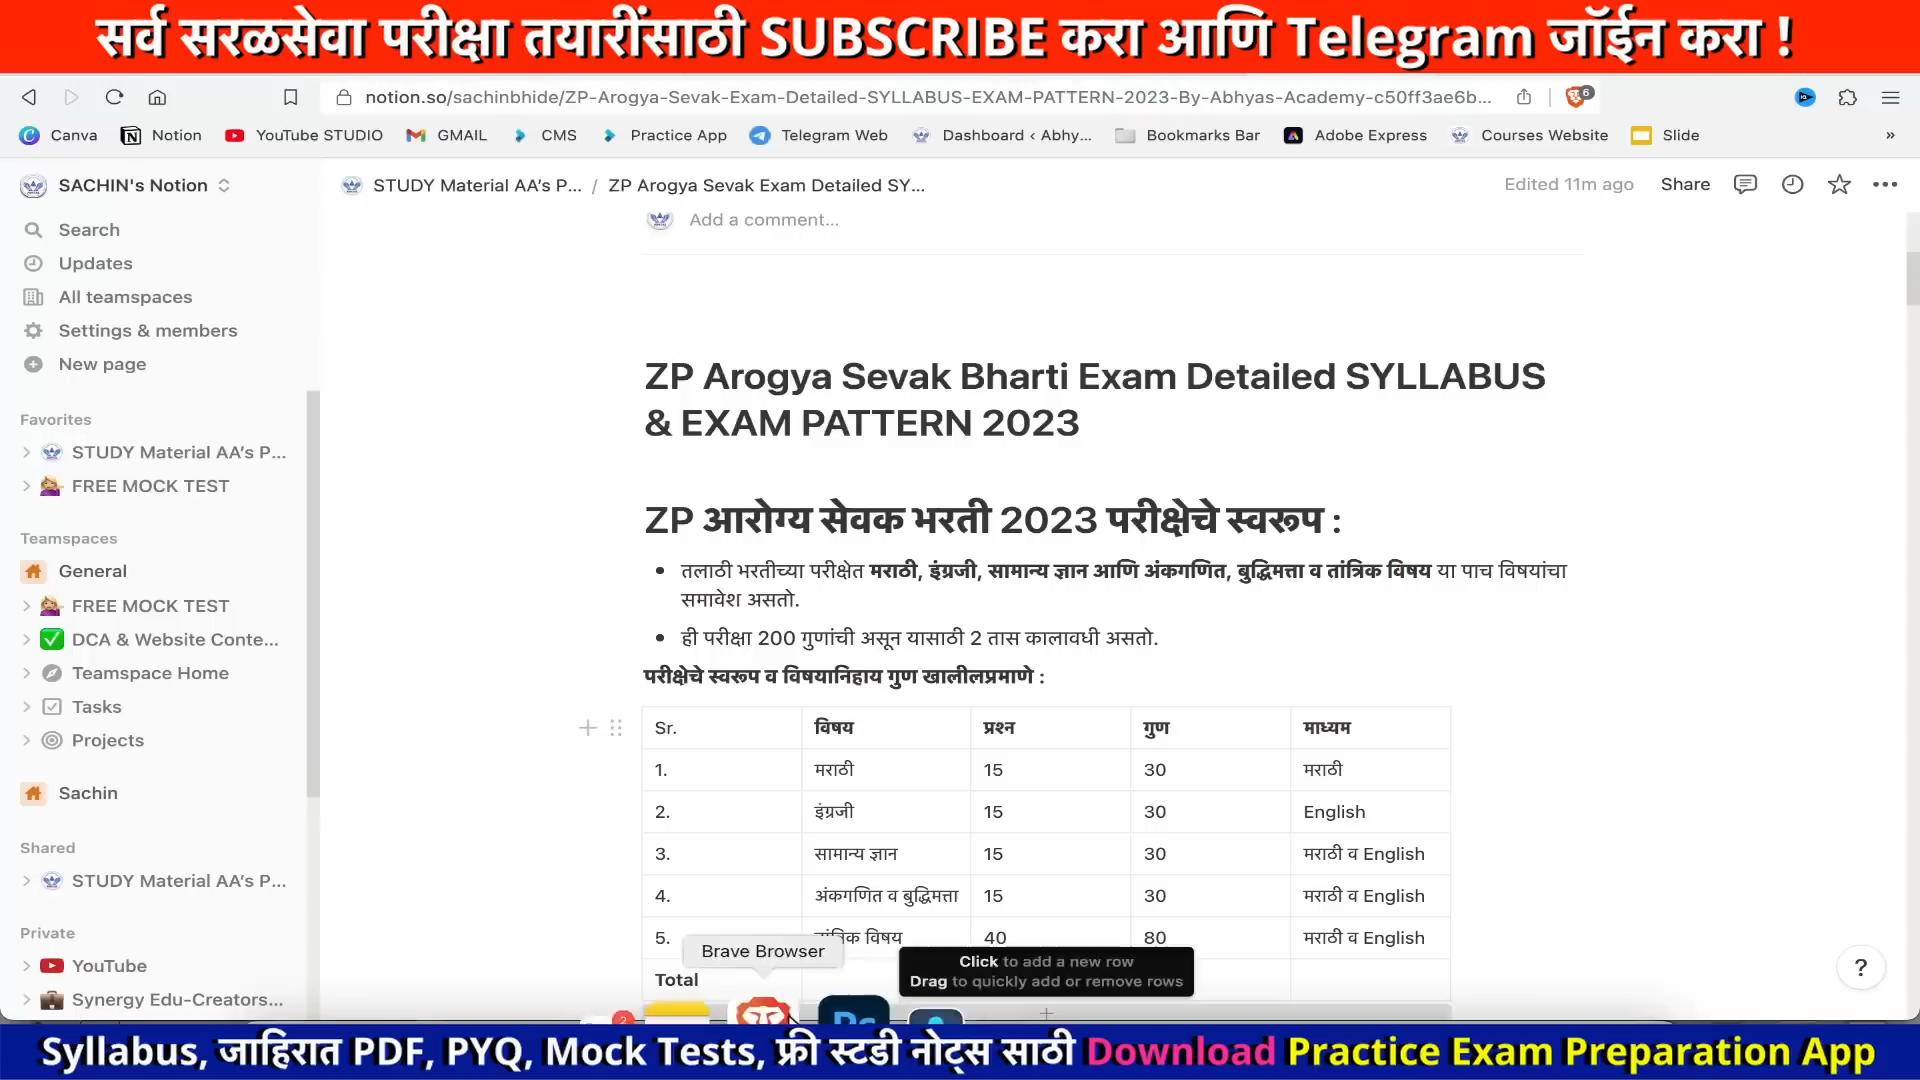 सर्व सरळसेवा परीक्षा तयारींसाठी SUBSCRIBE करा आणि Telegram जॉईन करा !
notion.so/sachinbhide/ZP-Arogya-Sevak-Exam-Detailed-SYLLABUS-EXAM-PATTERN-2023-By-Abhyas-Academy-c50ff3ae6b... 6
Canva Notion YouTube STUDIO GMAIL CMS Practice App Telegram Web Dashboard ‹ Abhy... Bookmarks Bar Adobe Express Courses Website Slide »
SACHIN's Notion
STUDY Material AA's P... / ZP Arogya Sevak Exam Detailed SY...
Edited 11m ago Share
Search
Updates
All teamspaces
Settings & members
New page
Favorites
STUDY Material AA's P...
FREE MOCK TEST
Teamspaces
General
FREE MOCK TEST
DCA & Website Conte...
Teamspace Home
Tasks
Projects
Sachin
Shared
STUDY Material AA's P...
Private
YouTube
Synergy Edu-Creators...
Add a comment...
ZP Arogya Sevak Bharti Exam Detailed SYLLABUS
& EXAM PATTERN 2023
ZP आरोग्य सेवक भरती 2023 परीक्षेचे स्वरूप :
• तलाठी भरतीच्या परीक्षेत मराठी, इंग्रजी, सामान्य ज्ञान आणि अंकगणित, बुद्धिमत्ता व तांत्रिक विषय या पाच विषयांचा
समावेश असतो.
• ही परीक्षा 200 गुणांची असून यासाठी 2 तास कालावधी असतो.
परीक्षेचे स्वरूप व विषयानिहाय गुण खालीलप्रमाणे :
Sr. विषय प्रश्न गुण माध्यम
1. मराठी 15 30 मराठी
2. इंग्रजी 15 30 English
3. सामान्य ज्ञान 15 30 मराठी व English
4. अंकगणित व बुद्धिमत्ता 15 30 मराठी व English
5. विषय 40 80 मराठी व English
Total
Brave Browser
Click to add a new row
Drag to quickly add or remove rows
2
Ps
?
Syllabus, जाहिरात PDF, PYQ, Mock Tests, फ्री स्टडी नोट्स साठी Download Practice Exam Preparation App